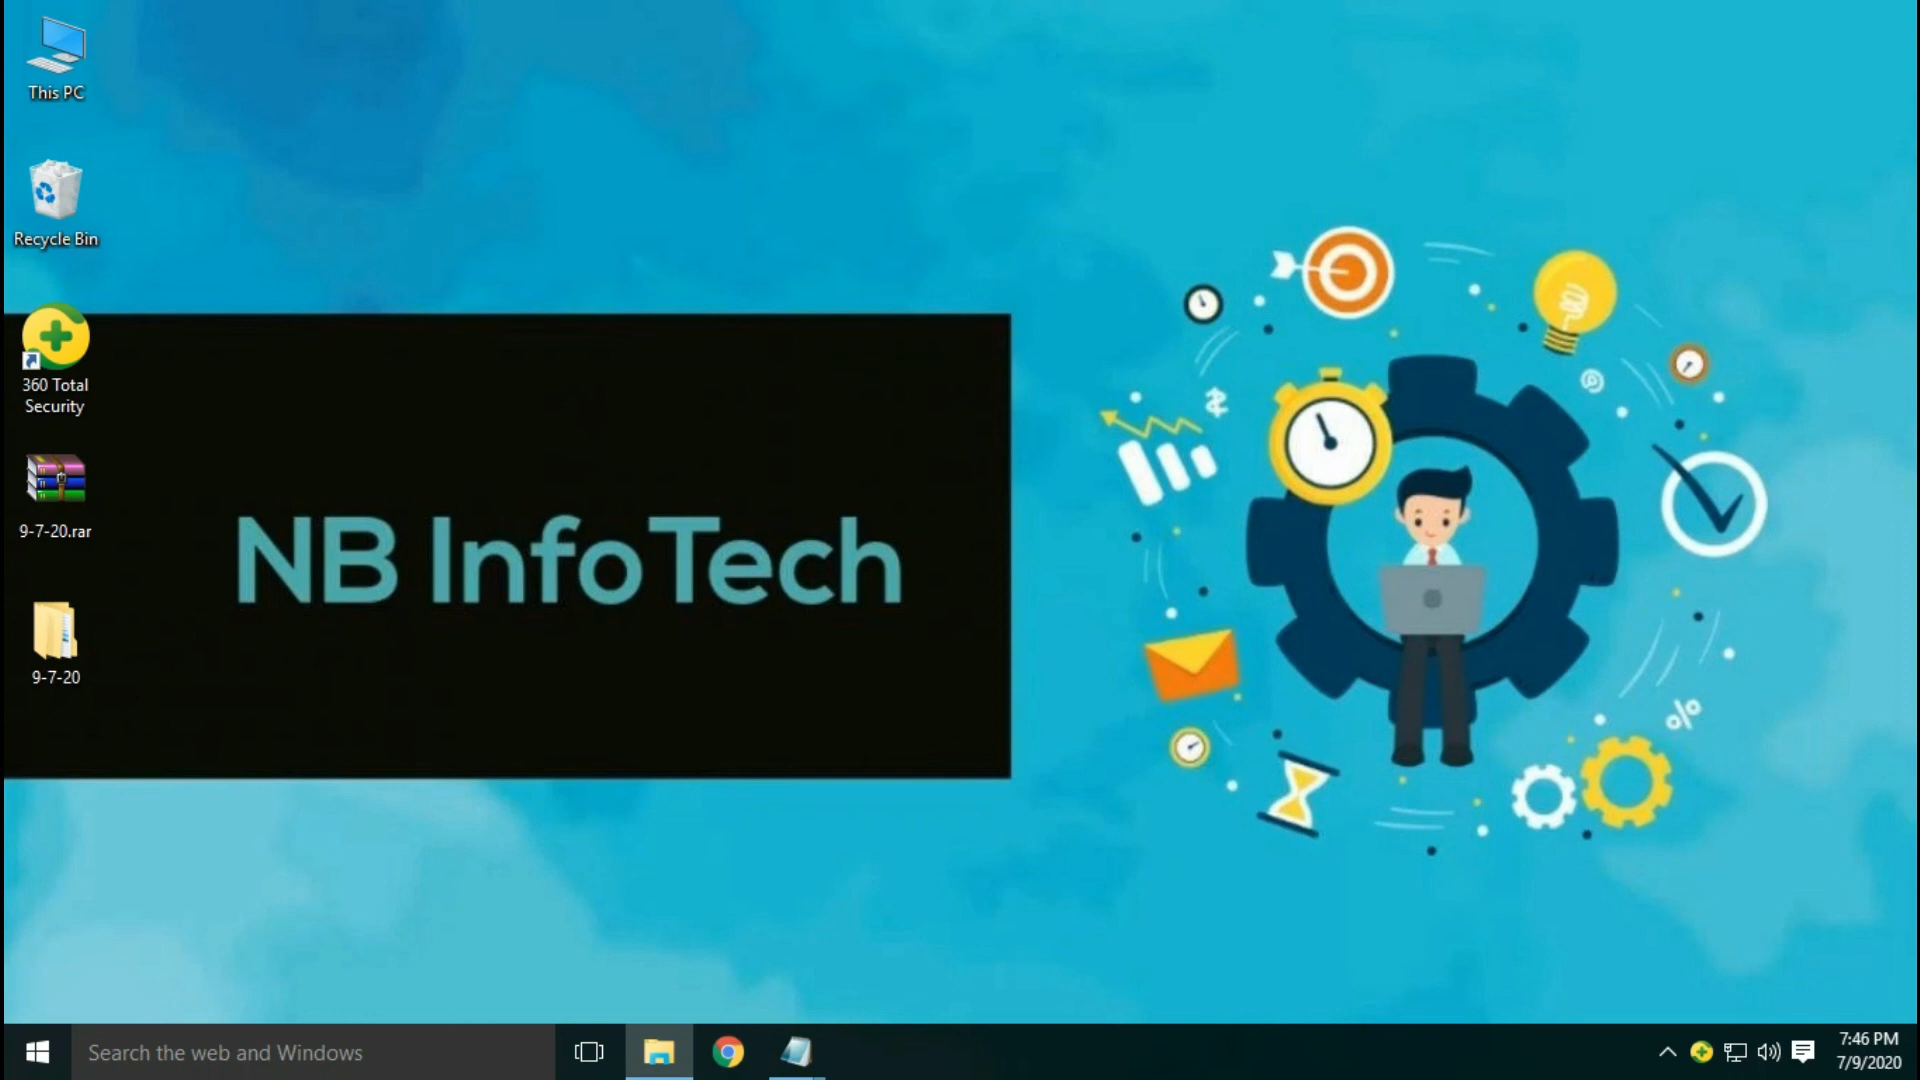 This PC
Recycle Bin
360 Total
Security
9-7-20.rar
9-7-20
NB InfoTech
Search the web and Windows
7:46 PM
7/9/2020